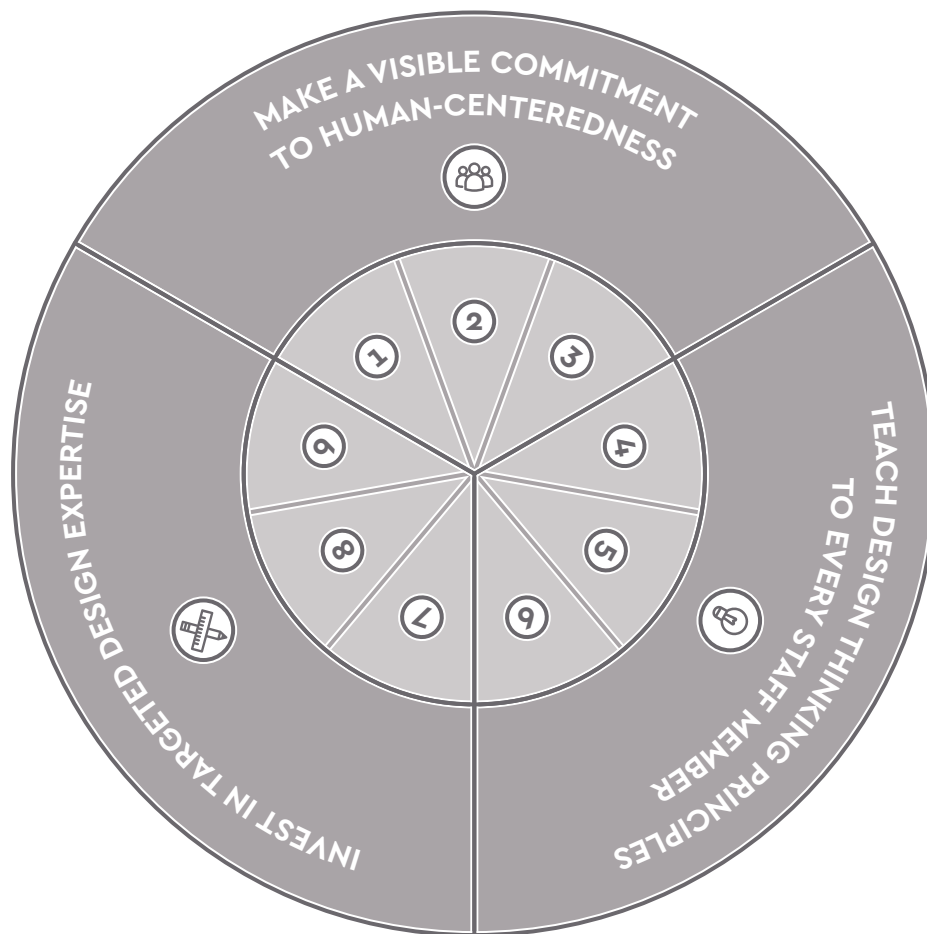 MAKE A VISIBLE COMMITMENT
TO HUMAN-CENTEREDNESS
1
2
3
TEACH DESIGN THINKING PRINCIPLES
TO EVERY STAFF MEMBER
4
5
6
INVEST IN TARGETED DESIGN EXPERTISE
7
8
9